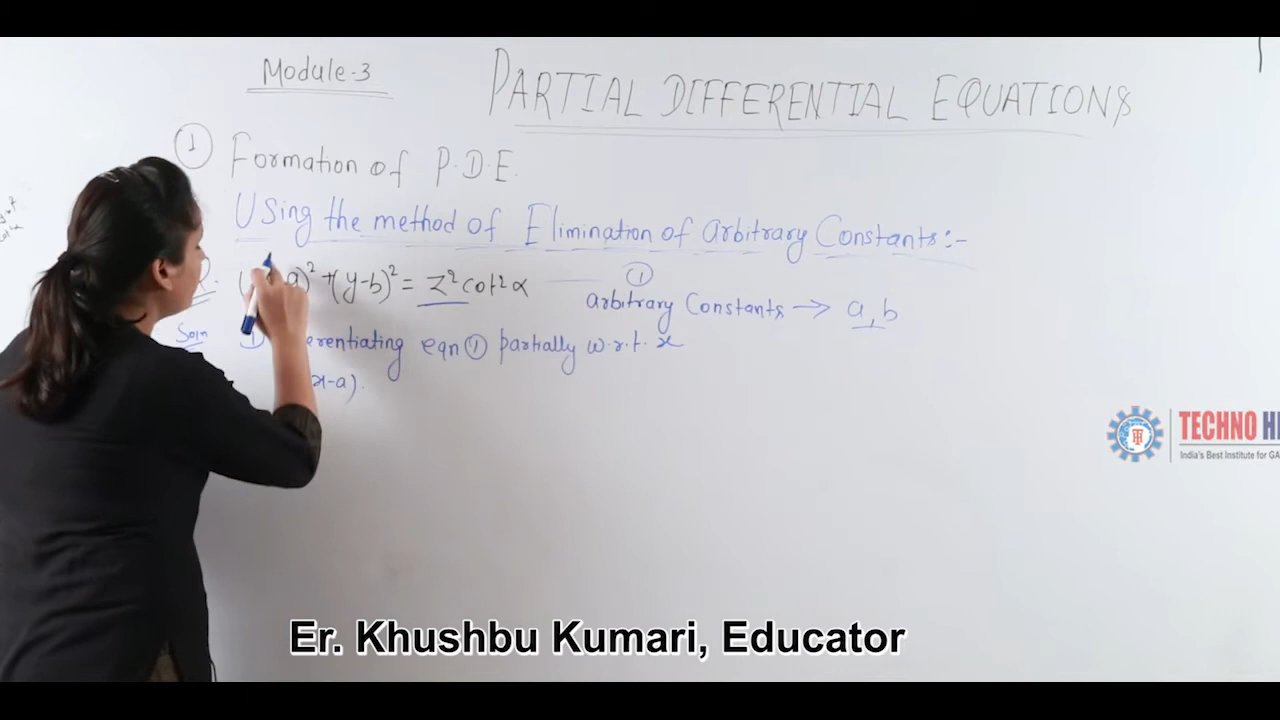 Module-3
PARTIAL DIFFERENTIAL EQUATIONS
① Formation of P.D.E.
Using the method of Elimination of arbitrary Constants:-
a)² + (y-b)² = z² cot² α ①
arbitrary Constants → a, b
Soln erentiating eqn ① partially w.r.t. x
x-a).
TECHNO
India's Best Institute for GA
Er. Khushbu Kumari, Educator